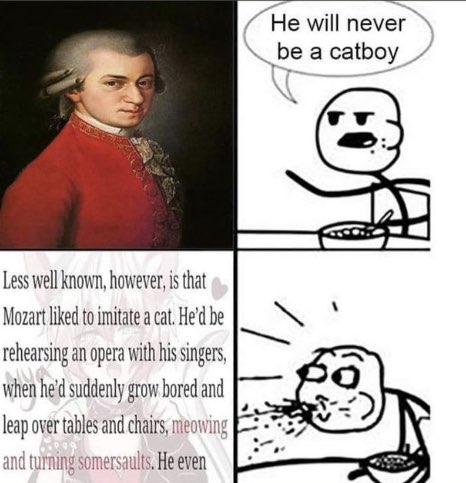 He will never
be a catboy
Less well known, however, is that
Mozart liked to imitate a cat. He'd be
rehearsing an opera with his singers,
when he'd suddenly grow bored and
leap over tables and chairs, meowing
and turning somersaults. He even